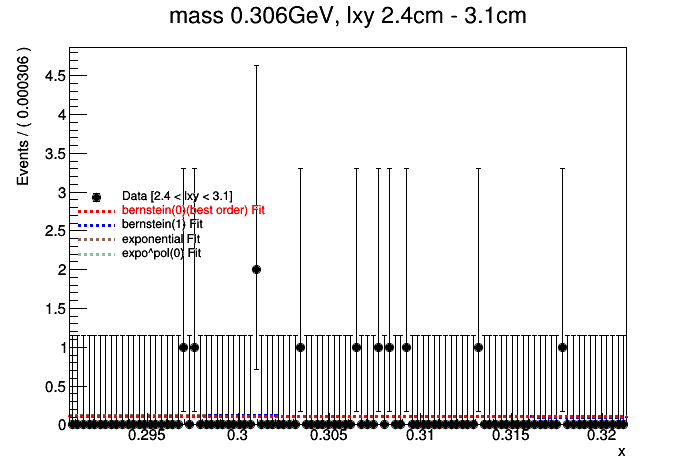 mass 0.306GeV, lxy 2.4cm - 3.1cm
Events / ( 0.000306 )
4.5
4
3.5
3
2.5
2
1.5
1
0.5
0
Data [2.4 < lxy < 3.1]
bernstein(0)(best order) Fit
bernstein(1) Fit
exponential Fit
expo^pol(0) Fit
0.295 0.3 0.305 0.31 0.315 0.32
x